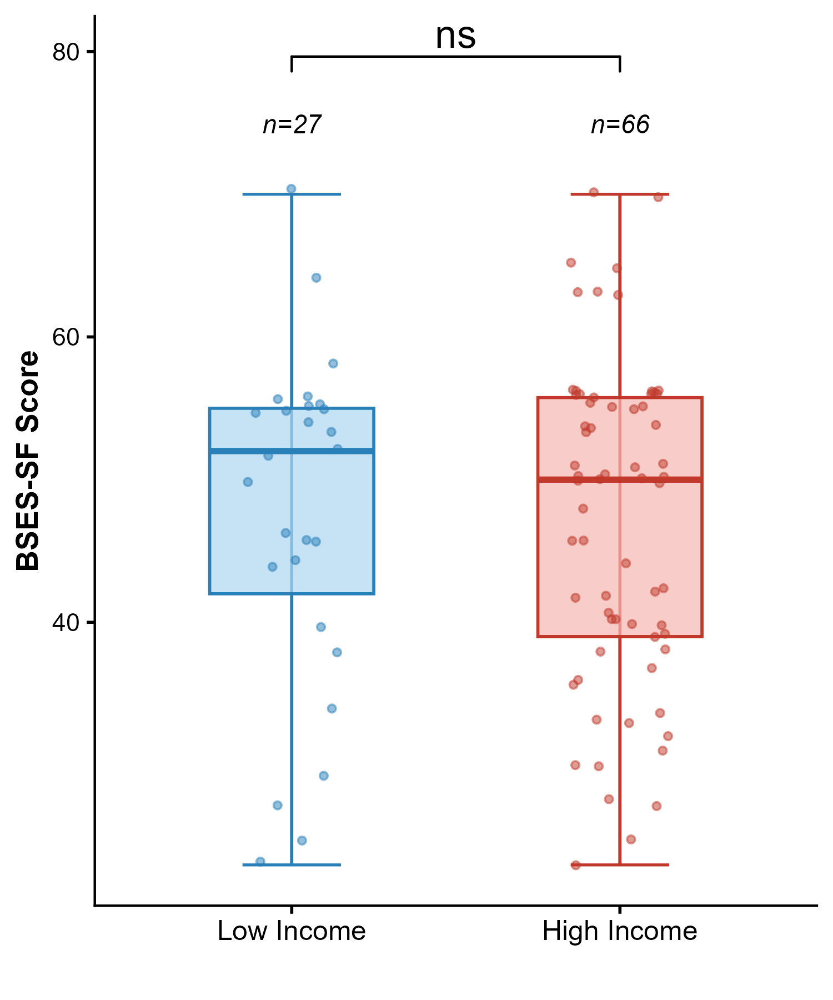 ns
80
n=27
n=66
60
BSES-SF Score
40
Low Income
High Income